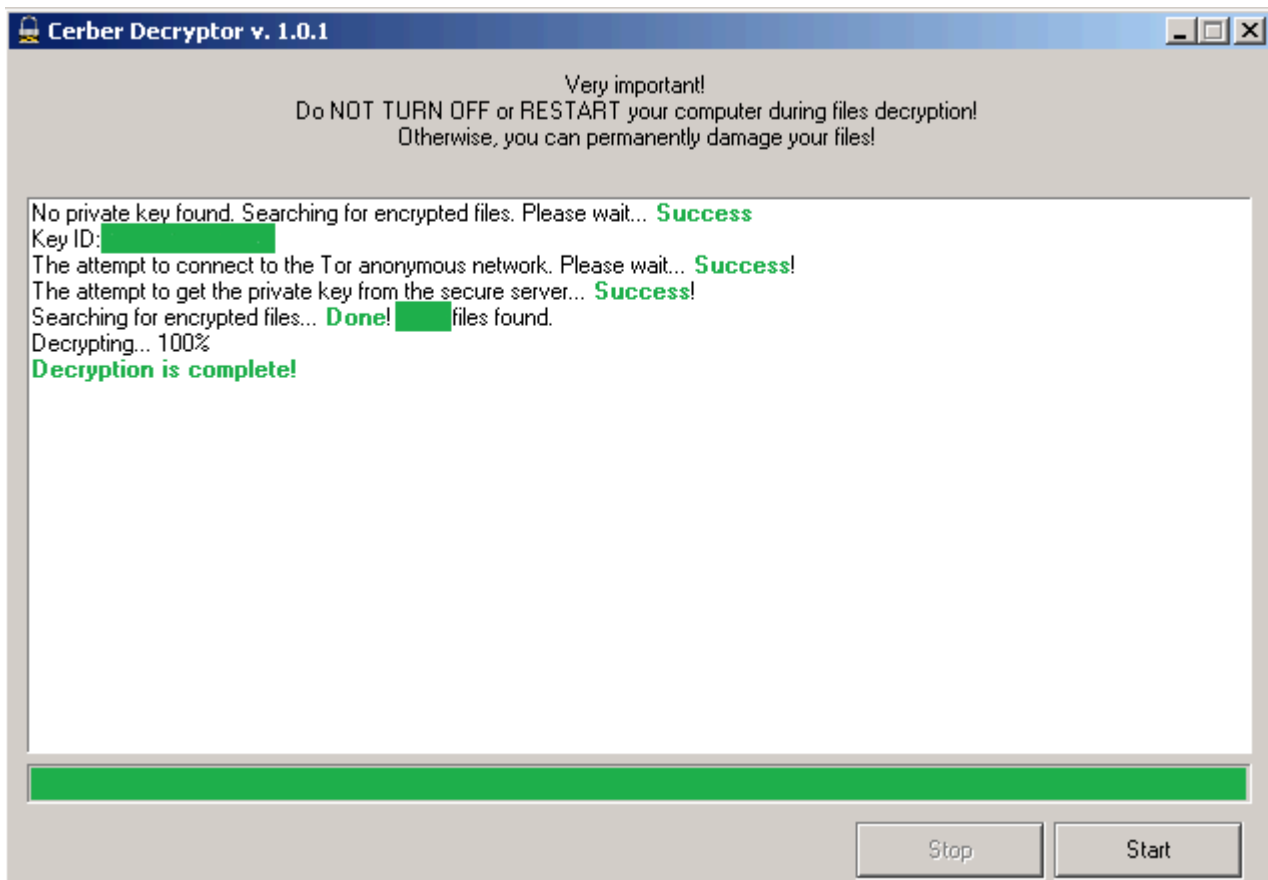 Cerber Decryptor v. 1.0.1
Very important!
Do NOT TURN OFF or RESTART your computer during files decryption!
Otherwise, you can permanently damage your files!
No private key found. Searching for encrypted files. Please wait... Success
Key ID:
The attempt to connect to the Tor anonymous network. Please wait... Success!
The attempt to get the private key from the secure server... Success!
Searching for encrypted files... Done! files found.
Decrypting... 100%
Decryption is complete!
Stop
Start